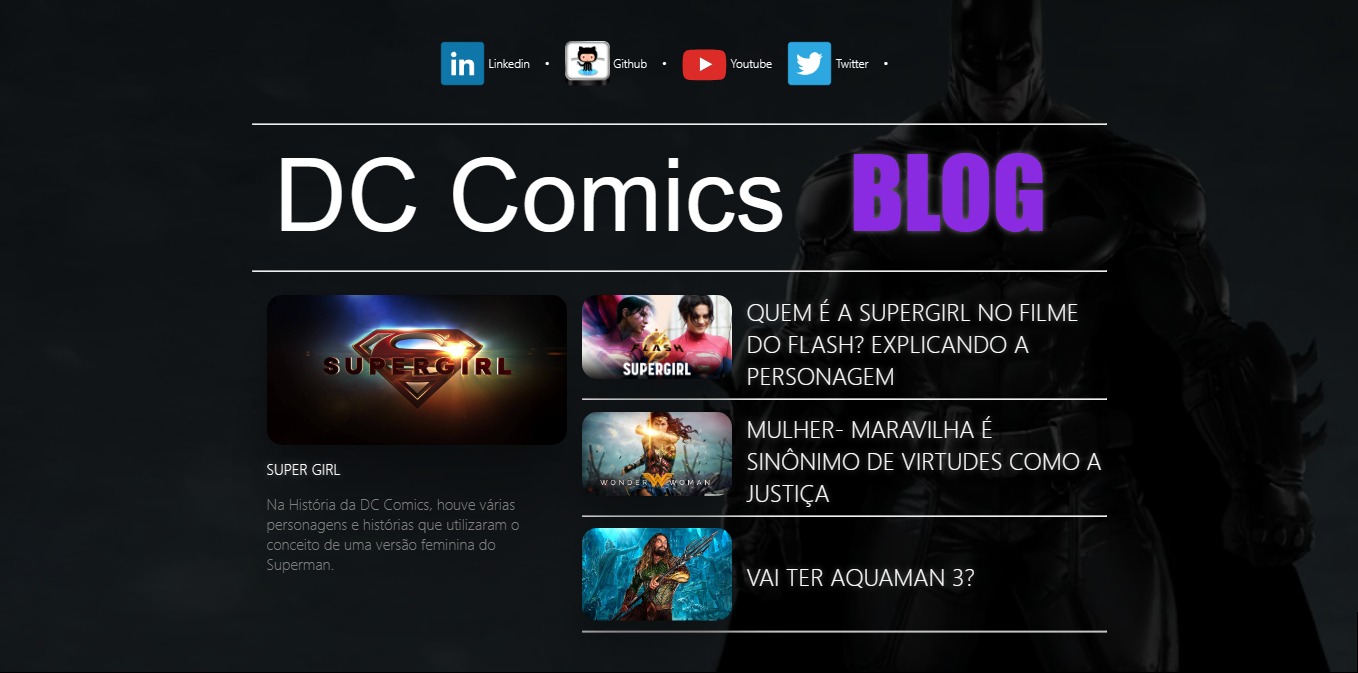 Linkedin • Github • Youtube Twitter •
DC Comics BLOG
SUPERGIRL
SUPER GIRL
Na História da DC Comics, houve várias
personagens e histórias que utilizaram o
conceito de uma versão feminina do
Superman.
FLASH
SUPERGIRL
QUEM É A SUPERGIRL NO FILME
DO FLASH? EXPLICANDO A
PERSONAGEM
WONDER WOMAN
MULHER- MARAVILHA É
SINÔNIMO DE VIRTUDES COMO A
JUSTIÇA
VAI TER AQUAMAN 3?